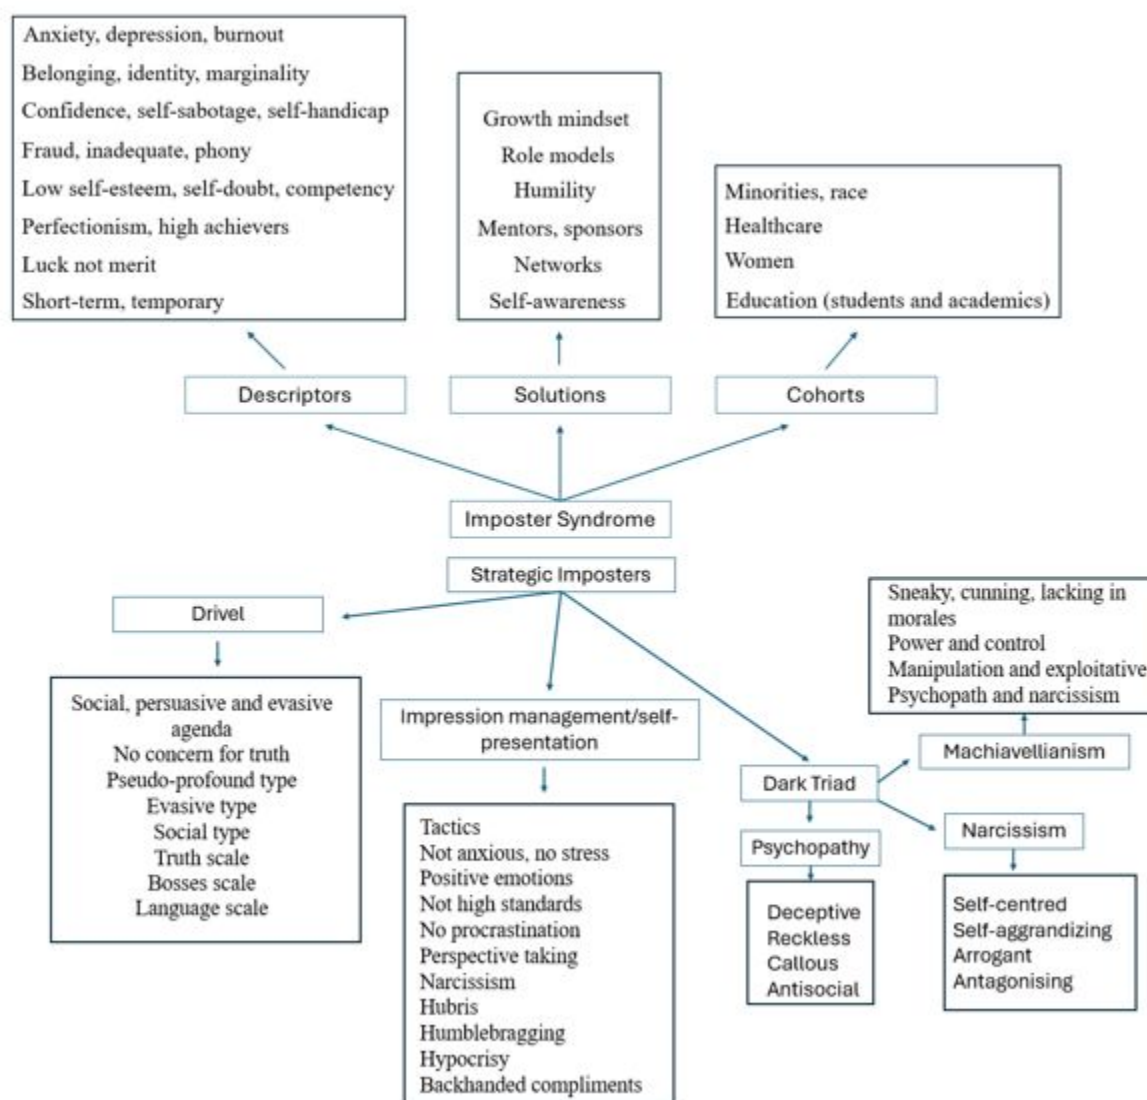 Anxiety, depression, burnout
Belonging, identity, marginality
Confidence, self-sabotage, self-handicap
Fraud, inadequate, phony
Low self-esteem, self-doubt, competency
Perfectionism, high achievers
Luck not merit
Short-term, temporary
Growth mindset
Role models
Humility
Mentors, sponsors
Networks
Self-awareness
Minorities, race
Healthcare
Women
Education (students and academics)
Descriptors
Solutions
Cohorts
Imposter Syndrome
Strategic Imposters
Drivel
Social, persuasive and evasive
agenda
No concern for truth
Pseudo-profound type
Evasive type
Social type
Truth scale
Bosses scale
Language scale
Impression management/self-
presentation
Tactics
Not anxious, no stress
Positive emotions
Not high standards
No procrastination
Perspective taking
Narcissism
Hubris
Humblebragging
Hypocrisy
Backhanded compliments
Dark Triad
Psychopathy
Deceptive
Reckless
Callous
Antisocial
Sneaky, cunning, lacking in
morales
Power and control
Manipulation and exploitative
Psychopath and narcissism
Machiavellianism
Narcissism
Self-centred
Self-aggrandizing
Arrogant
Antagonising